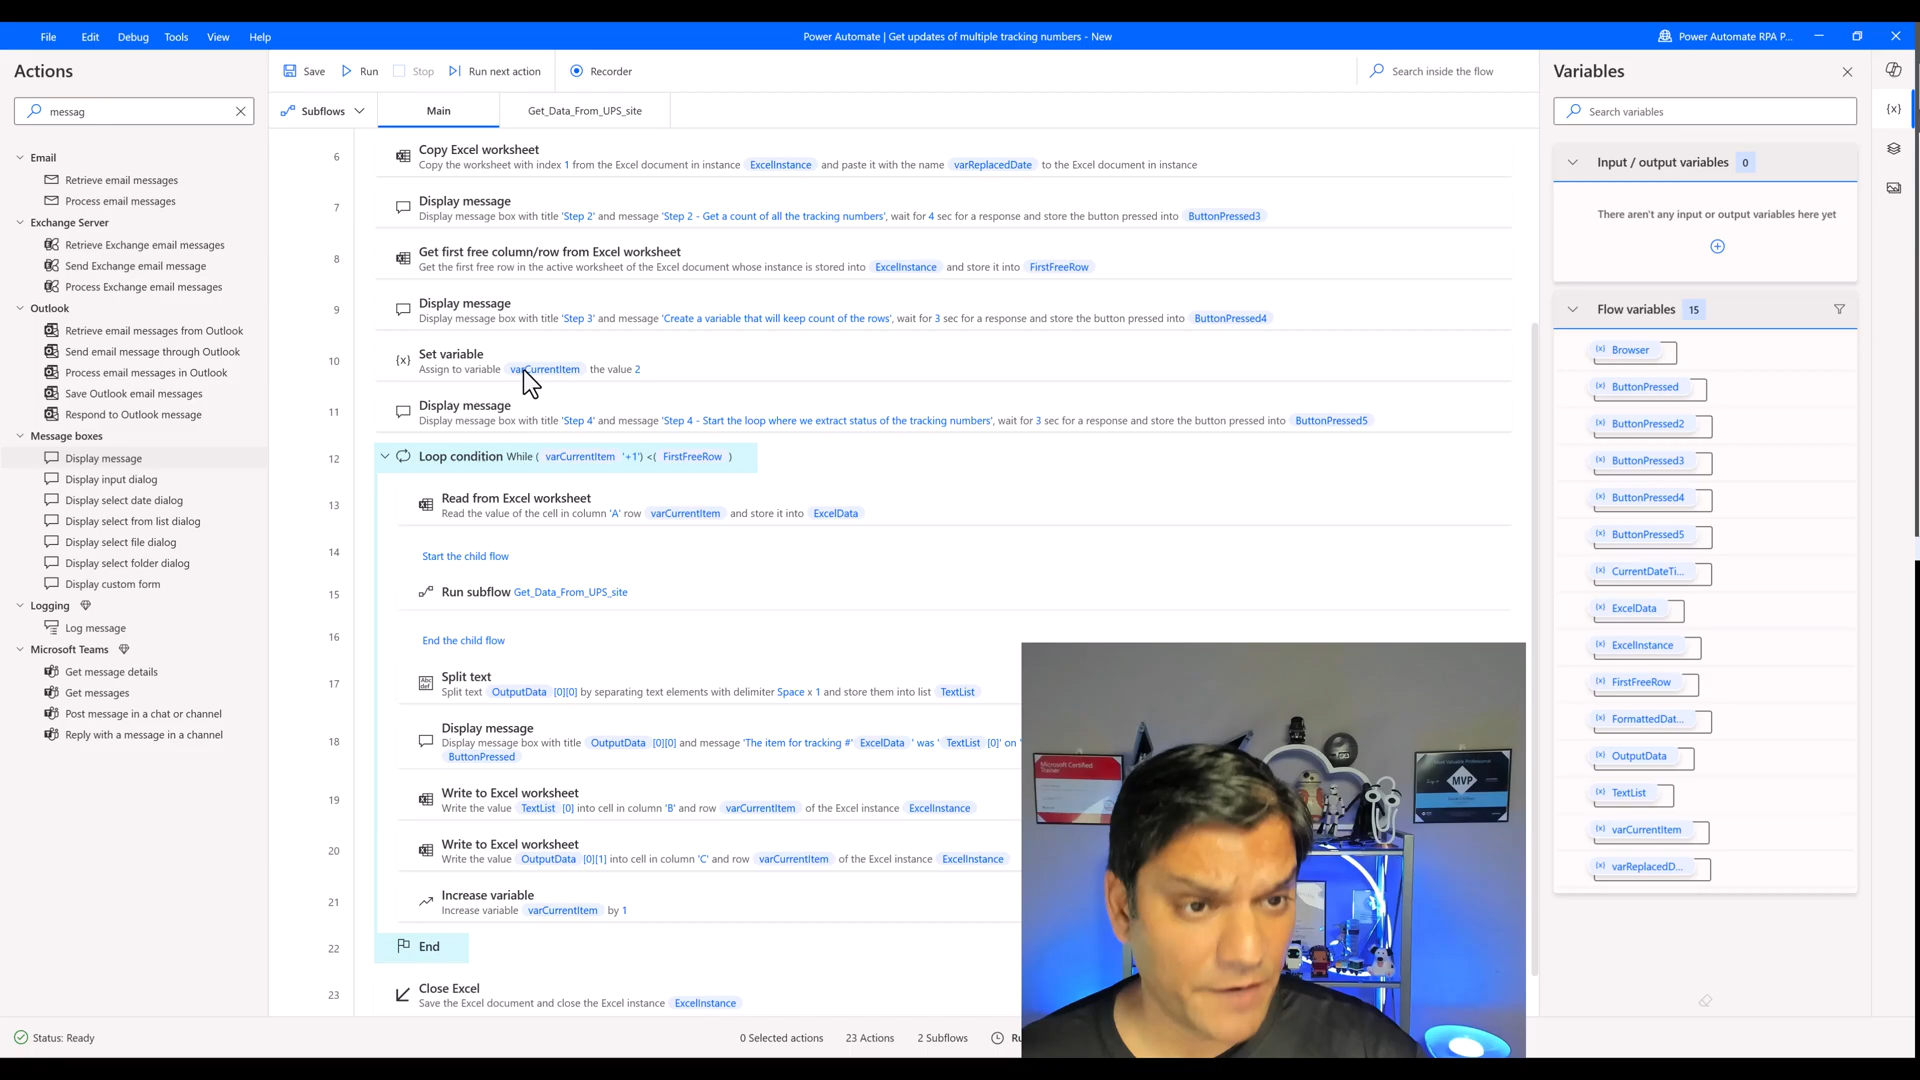 File Edit Debug Tools View Help
Power Automate | Get updates of multiple tracking numbers - New
Power Automate RPA P...
Actions
messag
Email
Retrieve email messages
Process email messages
Exchange Server
Retrieve Exchange email messages
Send Exchange email message
Process Exchange email messages
Outlook
Retrieve email messages from Outlook
Send email message through Outlook
Process email messages in Outlook
Save Outlook email messages
Respond to Outlook message
Message boxes
Display message
Display input dialog
Display select date dialog
Display select from list dialog
Display select file dialog
Display select folder dialog
Display custom form
Logging
Log message
Microsoft Teams
Get message details
Get messages
Post message in a chat or channel
Reply with a message in a channel
Save Run Stop Run next action Recorder
Search inside the flow
Subflows Main Get_Data_From_UPS_site
6 Copy Excel worksheet
Copy the worksheet with index 1 from the Excel document in instance ExcelInstance and paste it with the name varReplacedDate to the Excel document in instance
7 Display message
Display message box with title 'Step 2' and message 'Step 2 - Get a count of all the tracking numbers', wait for 4 sec for a response and store the button pressed into ButtonPressed3
8 Get first free column/row from Excel worksheet
Get the first free row in the active worksheet of the Excel document whose instance is stored into ExcelInstance and store it into FirstFreeRow
9 Display message
Display message box with title 'Step 3' and message 'Create a variable that will keep count of the rows', wait for 3 sec for a response and store the button pressed into ButtonPressed4
10 {x} Set variable
Assign to variable varCurrentItem the value 2
11 Display message
Display message box with title 'Step 4' and message 'Step 4 - Start the loop where we extract status of the tracking numbers', wait for 3 sec for a response and store the button pressed into ButtonPressed5
12 Loop condition While ( varCurrentItem '+1') <( FirstFreeRow )
13 Read from Excel worksheet
Read the value of the cell in column 'A' row varCurrentItem and store it into ExcelData
14 Start the child flow
15 Run subflow Get_Data_From_UPS_site
16 End the child flow
17 Split text
Split text OutputData [0][0] by separating text elements with delimiter Space x 1 and store them into list TextList
18 Display message
Display message box with title OutputData [0][0] and message 'The item for tracking #' ExcelData ' was ' TextList [0]' on '
ButtonPressed
19 Write to Excel worksheet
Write the value TextList [0] into cell in column 'B' and row varCurrentItem of the Excel instance ExcelInstance
20 Write to Excel worksheet
Write the value OutputData [0][1] into cell in column 'C' and row varCurrentItem of the Excel instance ExcelInstance
21 Increase variable
Increase variable varCurrentItem by 1
22 End
23 Close Excel
Save the Excel document and close the Excel instance ExcelInstance
Variables
Search variables
Input / output variables 0
There aren't any input or output variables here yet
Flow variables 15
Browser
ButtonPressed
ButtonPressed2
ButtonPressed3
ButtonPressed4
ButtonPressed5
CurrentDateTi...
ExcelData
ExcelInstance
FirstFreeRow
FormattedDat...
OutputData
TextList
varCurrentItem
varReplacedD...
Microsoft Certified
Trainer
MVP
Status: Ready
0 Selected actions 23 Actions 2 Subflows